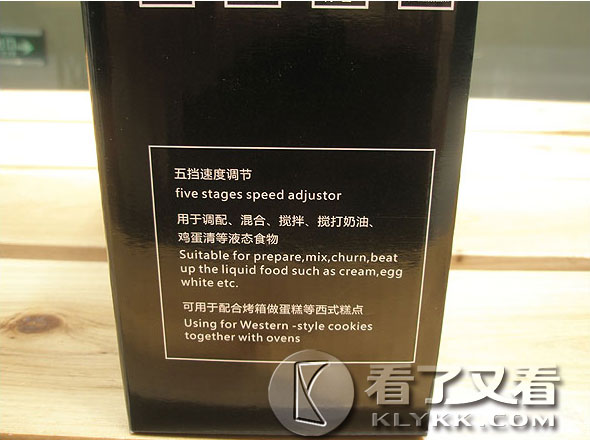 五挡速度调节
five stages speed adjustor
用于调配、混合、搅拌、搅打奶油、
鸡蛋清等液态食物
Suitable for prepare,mix,churn,beat
up the liquid food such as cream,egg
white etc.
可用于配合烤箱做蛋糕等西式糕点
Using for Western -style cookies
together with ovens
看了又看
KLYKK.COM